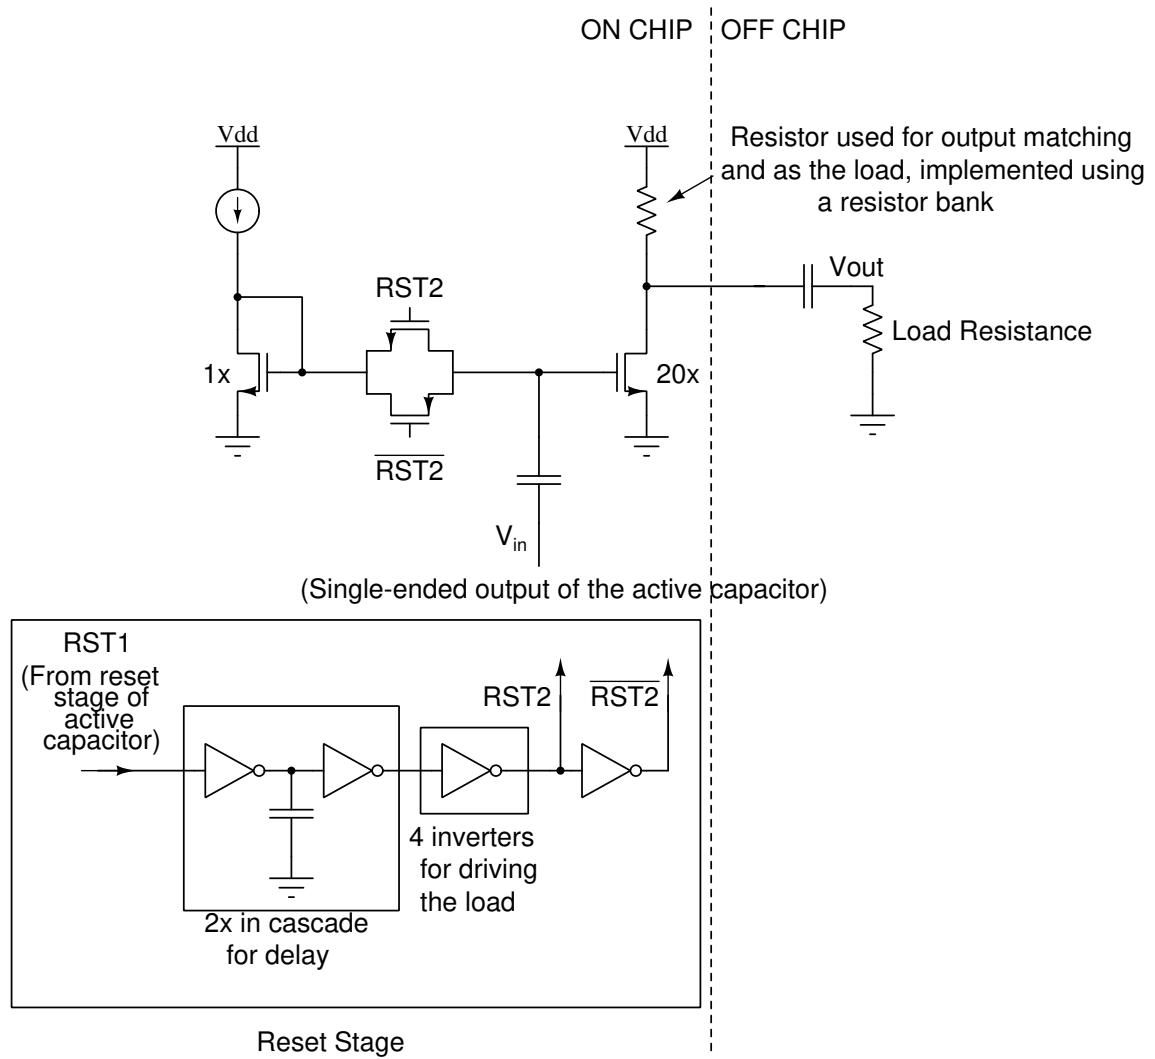 ON CHIP
OFF CHIP
Vdd
Vdd
Resistor used for output matching
and as the load, implemented using
a resistor bank
RST2
Vout
Load Resistance
1x
20x
RST2
Vin
(Single-ended output of the active capacitor)
RST1
(From reset
stage of
active
capacitor)
RST2
RST2
4 inverters
for driving
the load
2x in cascade
for delay
Reset Stage